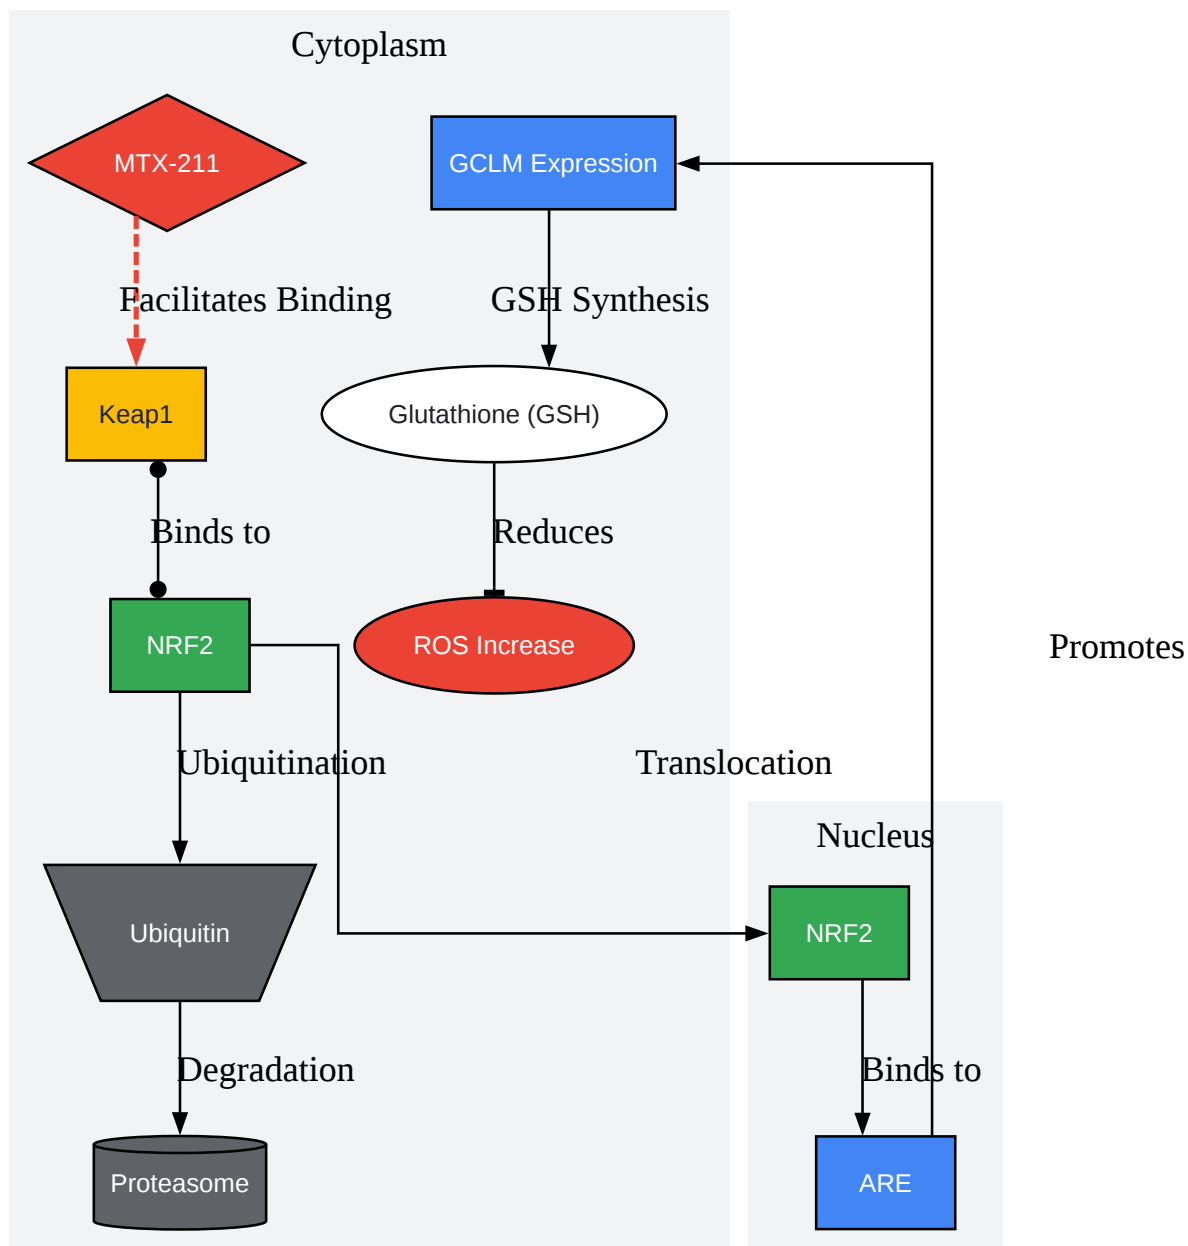 Cytoplasm
MTX-211
GCLM Expression
Facilitates Binding
GSH Synthesis
Keap1
Glutathione (GSH)
Binds to
Reduces
NRF2
ROS Increase
Promotes
Ubiquitination
Translocation
Nucleus
Ubiquitin
NRF2
Degradation
Binds to
Proteasome
ARE